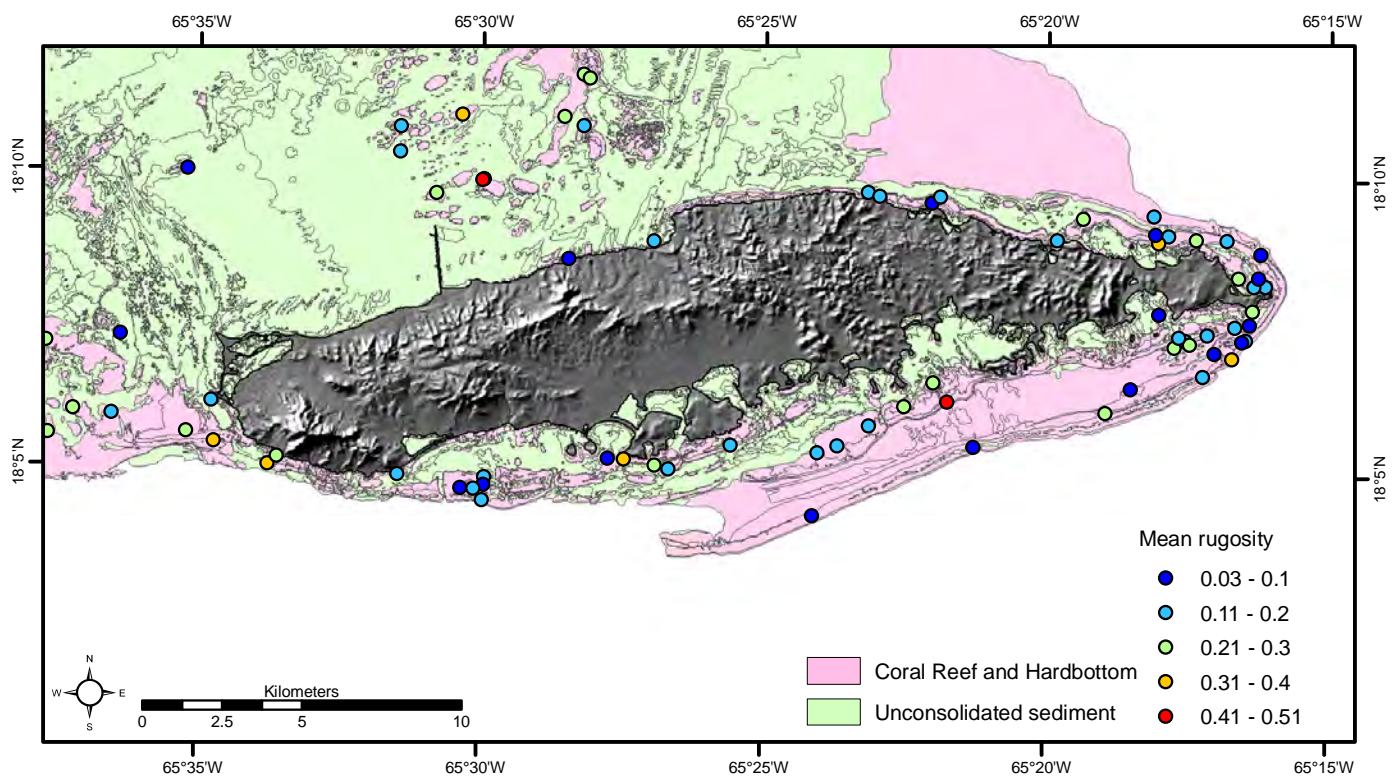 65°35'W 65°30'W 65°25'W 65°20'W 65°15'W
18°10'N 18°10'N
18°5'N 18°5'N
Mean rugosity
0.03 - 0.1
0.11 - 0.2
0.21 - 0.3
0.31 - 0.4
0.41 - 0.51
Coral Reef and Hardbottom
Unconsolidated sediment
N
W E
S
Kilometers
0 2.5 5 10
65°35'W 65°30'W 65°25'W 65°20'W 65°15'W